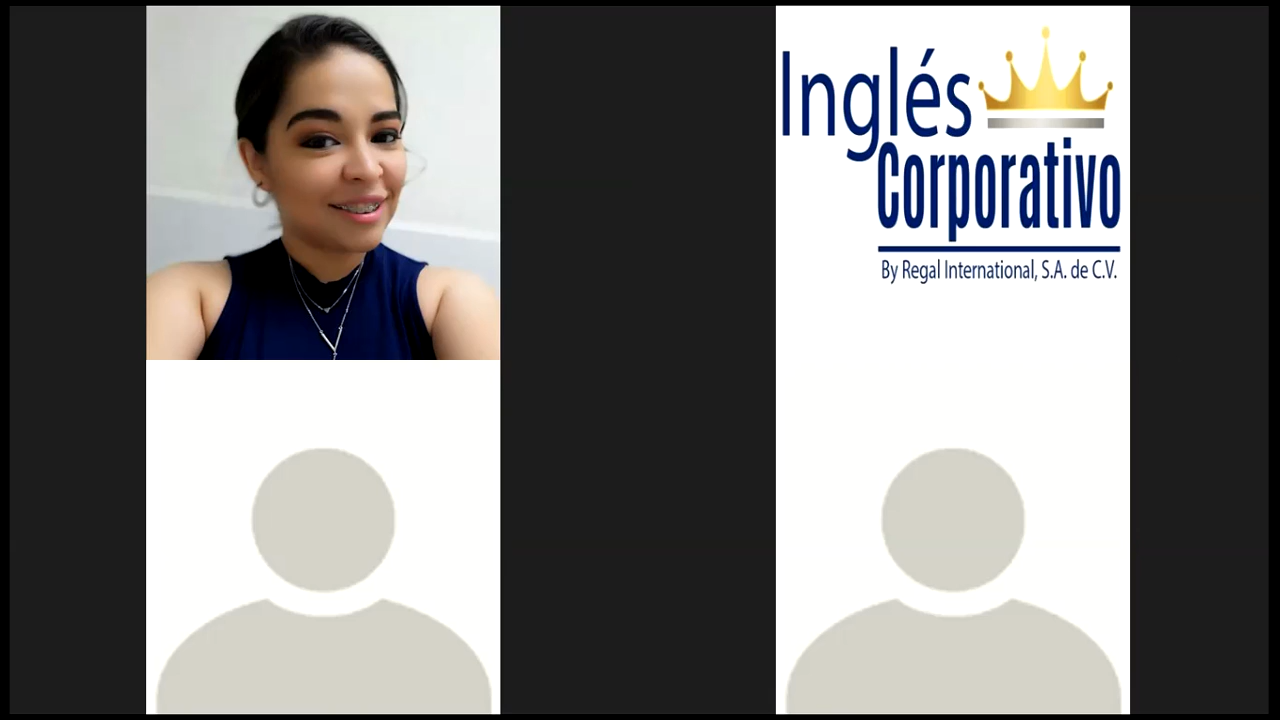 Inglés
Corporativo
By Regal International, S.A. de C.V.